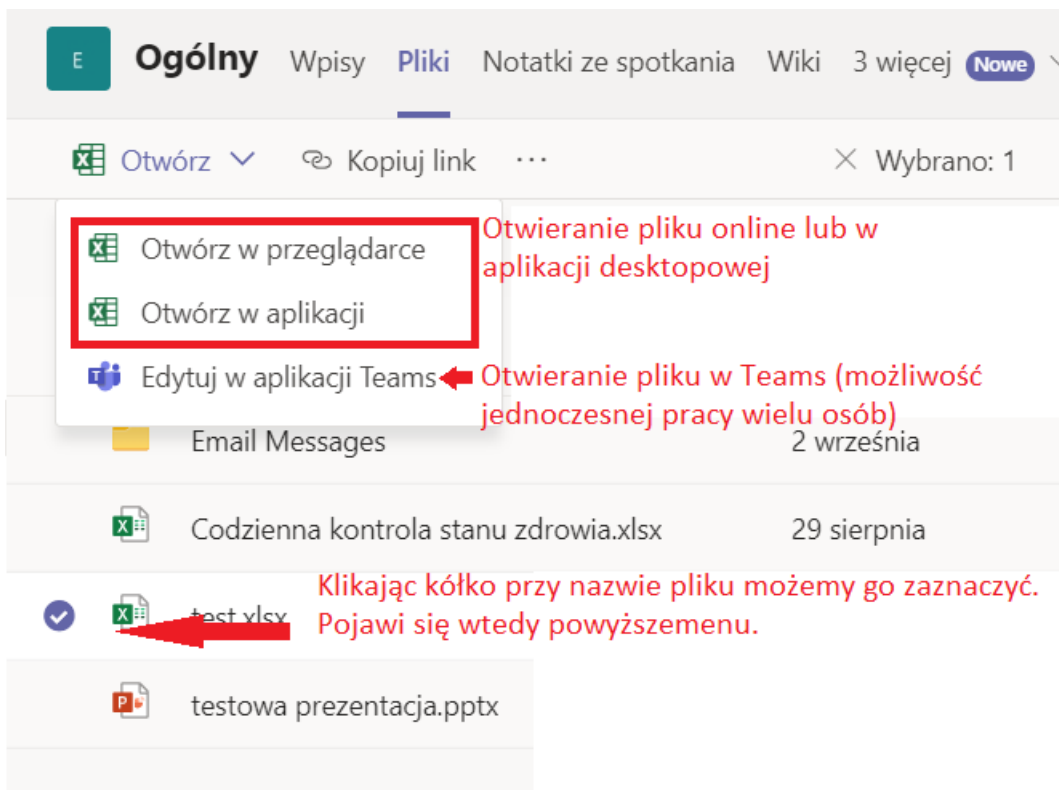 E Ogólny Wpisy Pliki Notatki ze spotkania Wiki 3 więcej Nowe
Otwórz Kopiuj link ... Wybrano: 1
Otwórz w przeglądarce
Otwórz w aplikacji
Otwieranie pliku online lub w
aplikacji desktopowej
Edytuj w aplikacji Teams
Otwieranie pliku w Teams (możliwość
jednoczesnej pracy wielu osób)
Email Messages 2 września
Codzienna kontrola stanu zdrowia.xlsx 29 sierpnia
Klikając kółko przy nazwie pliku możemy go zaznaczyć.
Pojawi się wtedy powyższemenu.
test.xlsx
testowa prezentacja.pptx